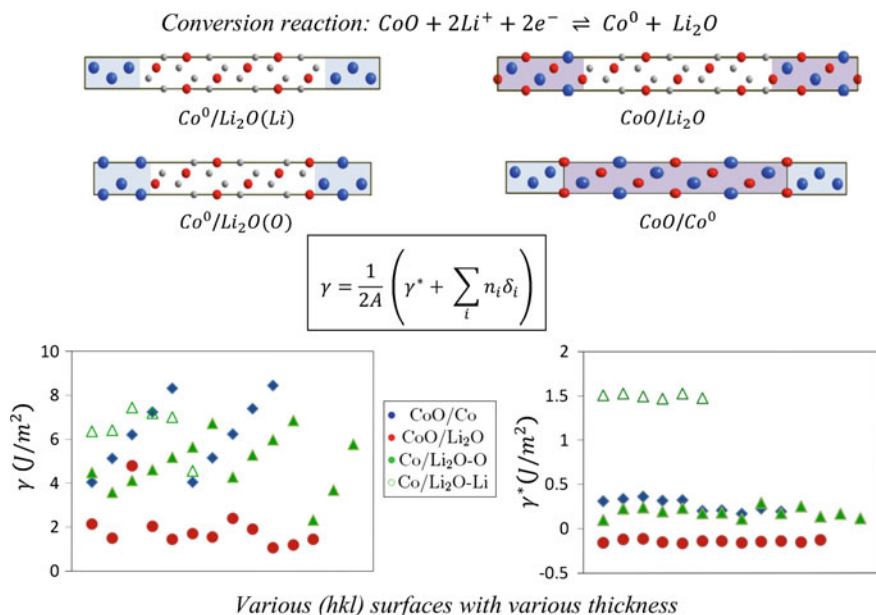 Conversion reaction: CoO + 2Li⁺ + 2e⁻ ⇌ Co⁰ + Li₂O
Co⁰/Li₂O(Li)
CoO/Li₂O
Co⁰/Li₂O(O)
CoO/Co⁰
γ = 1/2A (γ* + ∑ᵢ nᵢδᵢ)
10
8
6
4
2
0
γ (J/m²)
CoO/Co
CoO/Li₂O
Co/Li₂O-O
Co/Li₂O-Li
2
1.5
1
0.5
0
-0.5
γ*(J/m²)
Various (hkl) surfaces with various thickness